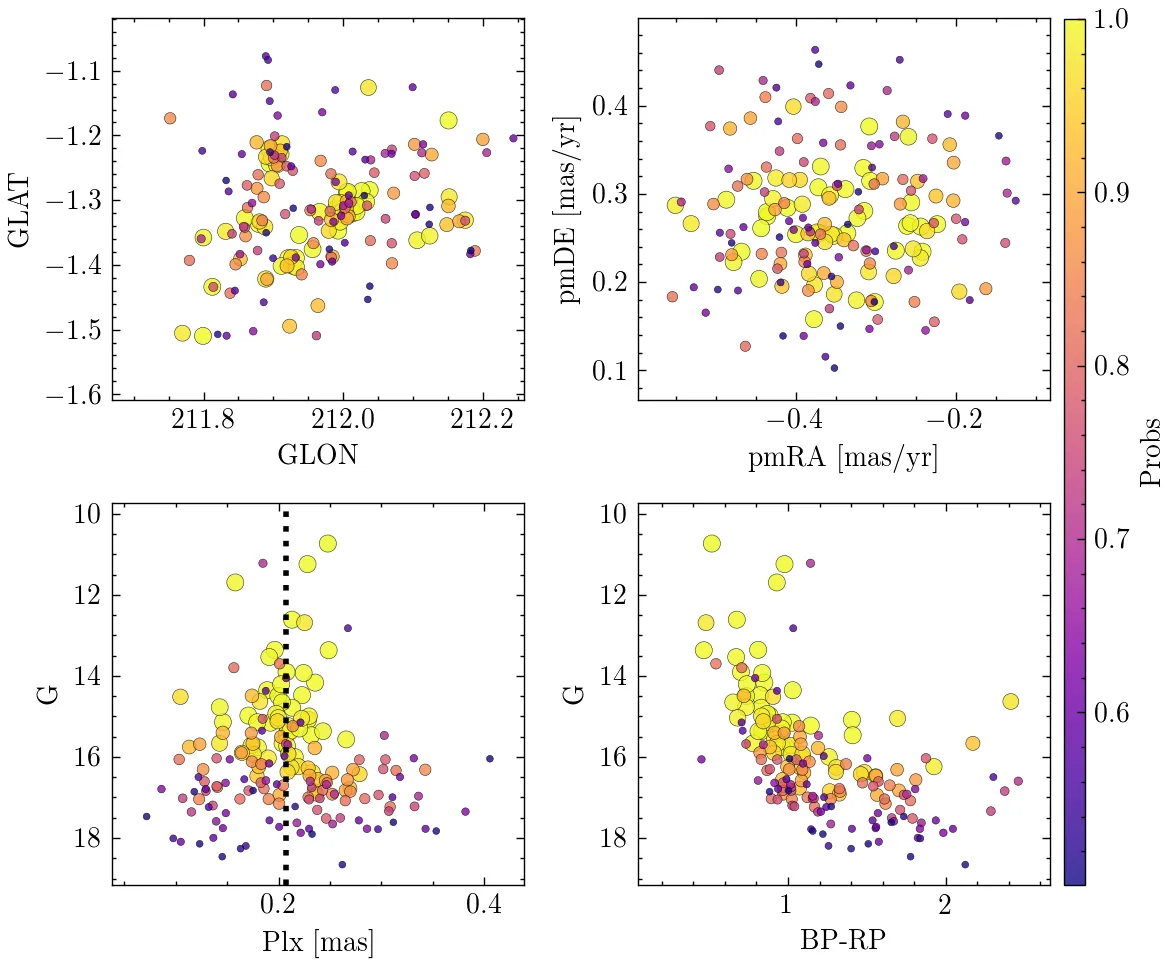 −1.1
−1.2
−1.3
−1.4
−1.5
−1.6
GLAT
211.8 212.0 212.2
GLON
0.4
0.3
0.2
0.1
pmDE [mas/yr]
−0.4 −0.2
pmRA [mas/yr]
1.0
0.9
0.8
0.7
0.6
Probs
10
12
14
16
18
G
0.2 0.4
Plx [mas]
10
12
14
16
18
G
1 2
BP-RP